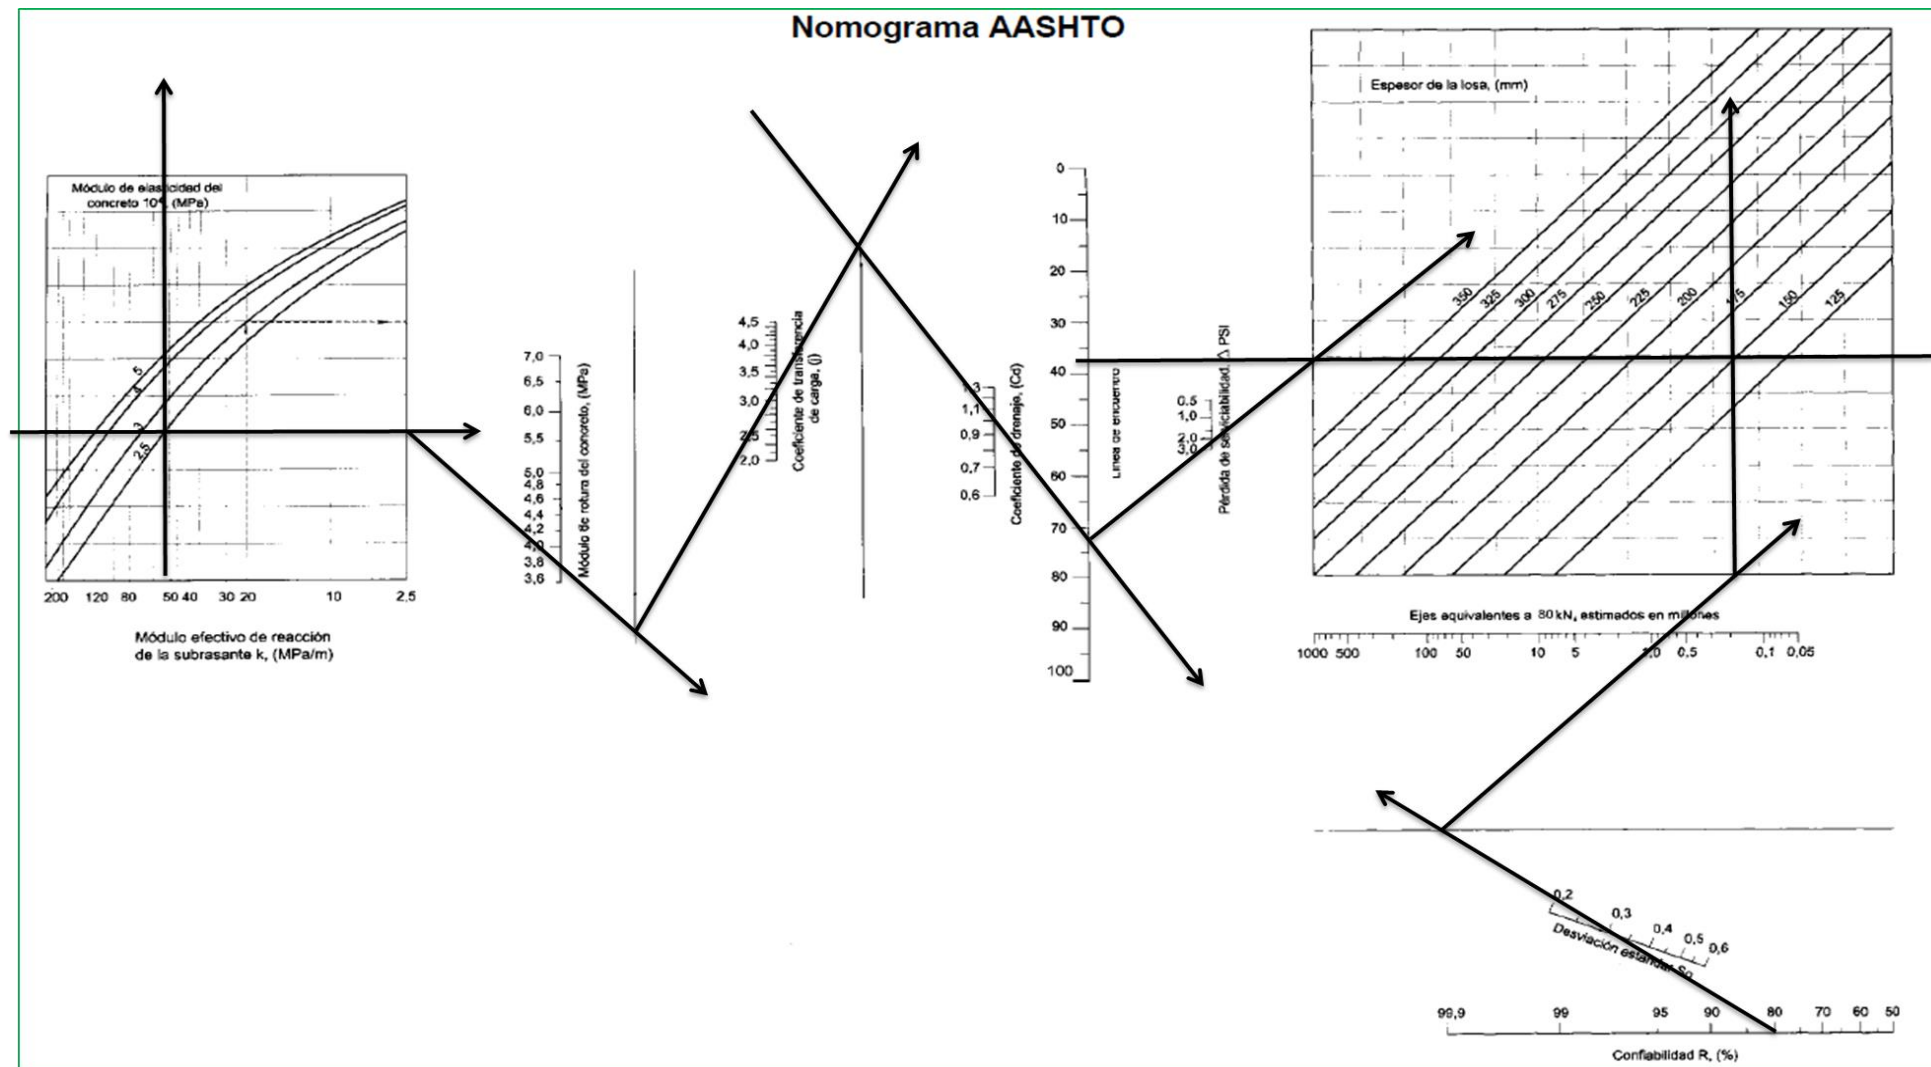 Nomograma AASHTO
Módulo de elasticidad del
concreto 10⁴, (MPa)
5
4
3
2,5
200 120 80 50 40 30 20 10 2,5
Módulo efectivo de reacción
de la subrasante k, (MPa/m)
7,0
6,5
6,0
5,5
5,0
4,8
4,6
4,4
4,2
4,0
3,8
3,6
Módulo de rotura del concreto, (MPa)
4,5
4,0
3,5
3,0
2,5
2,0
Coeficiente de transferencia
de carga, (j)
1,1
0,9
0,7
0,6
Coeficiente de drenaje, (Cd)
0
10
20
30
40
50
60
70
80
90
100
Línea de encuentro
0.5
1,0
2.0
3,0
Pérdida de serviciabilidad, △ PSI
Espesor de la losa, (mm)
350 325 300 275 250 225 200 175 150 125
Ejes equivalentes a 80 kN, estimados en millones
1000 500 100 50 10 5 1,0 0,5 0,1 0,05
0,2 0,3 0,4 0,5 0,6
Desviación estandar So
99,9 99 95 90 80 70 60 50
Confiabilidad R, (%)